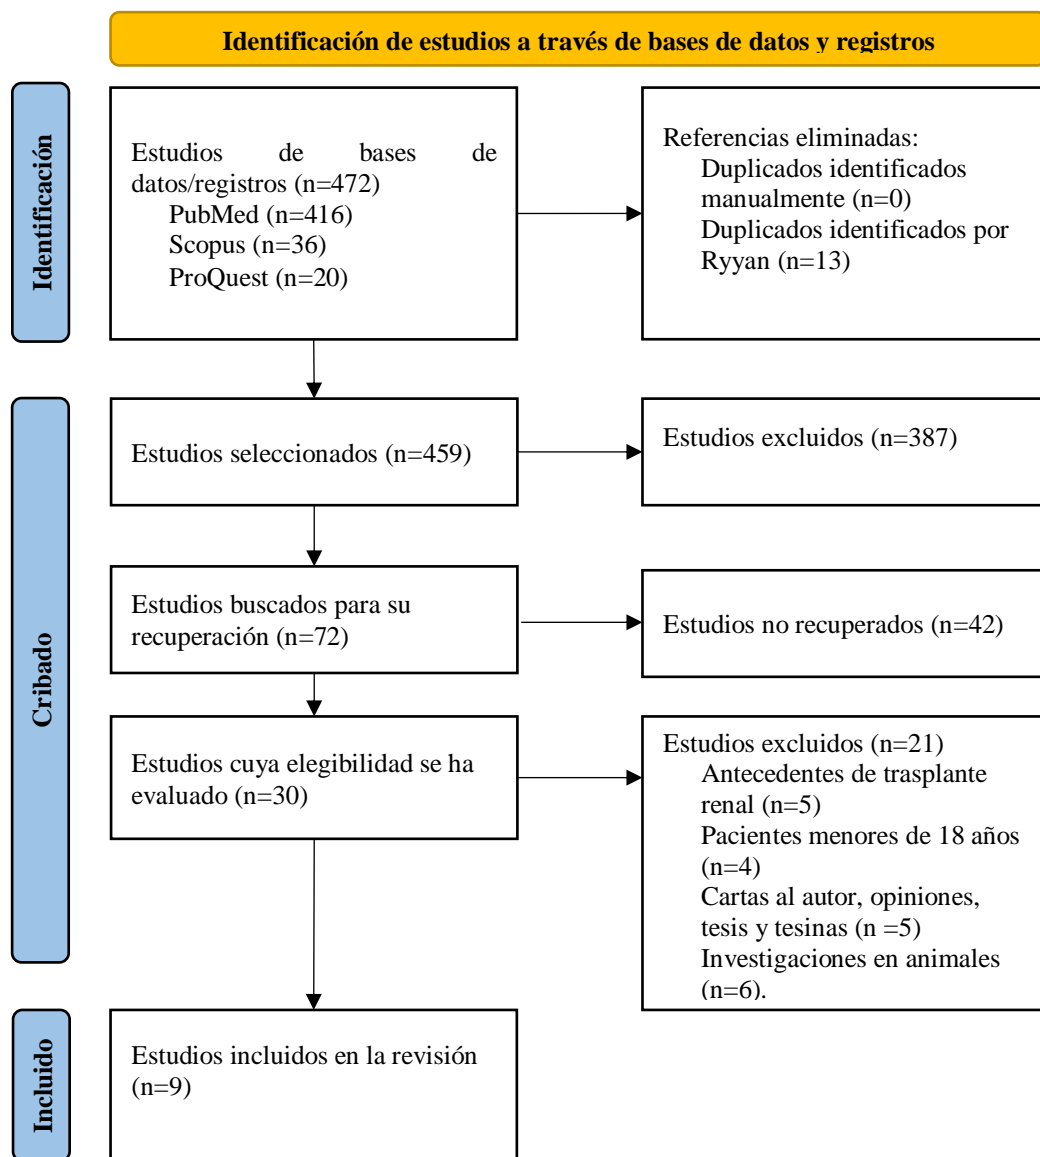 Identificación de estudios a través de bases de datos y registros
Identificación
Estudios de bases de
datos/registros (n=472)
PubMed (n=416)
Scopus (n=36)
ProQuest (n=20)
Referencias eliminadas:
Duplicados identificados
manualmente (n=0)
Duplicados identificados por
Ryyan (n=13)
Cribado
Estudios seleccionados (n=459)
Estudios excluidos (n=387)
Estudios buscados para su
recuperación (n=72)
Estudios no recuperados (n=42)
Estudios cuya elegibilidad se ha
evaluado (n=30)
Estudios excluidos (n=21)
Antecedentes de trasplante
renal (n=5)
Pacientes menores de 18 años
(n=4)
Cartas al autor, opiniones,
tesis y tesinas (n =5)
Investigaciones en animales
(n=6).
Incluido
Estudios incluidos en la revisión
(n=9)